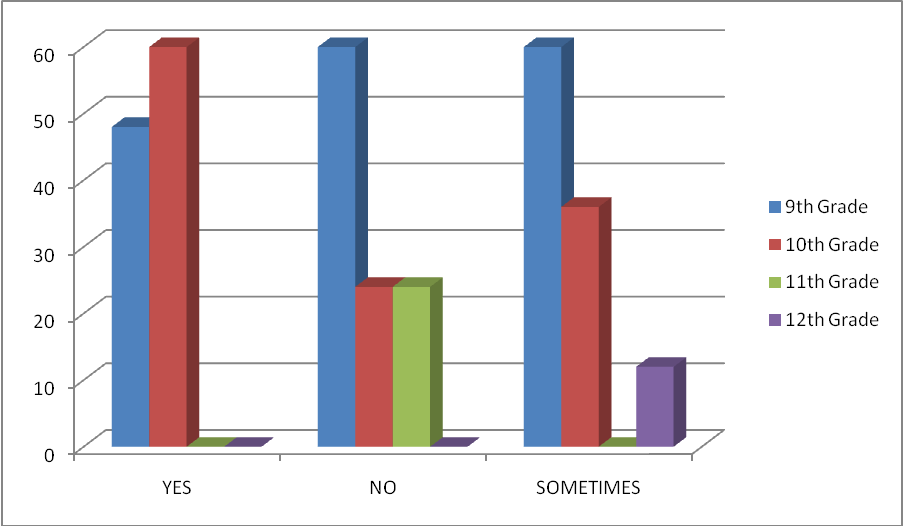 60
50
40
30
20
10
0
YES
NO
SOMETIMES
9th Grade
10th Grade
11th Grade
12th Grade